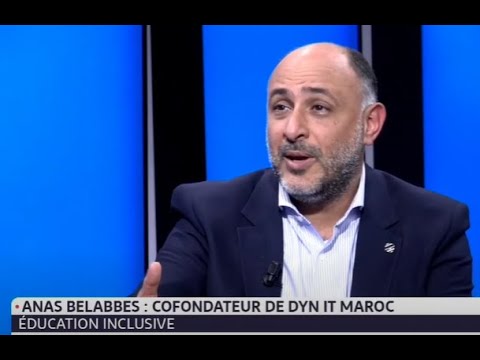 ANAS BELABBES : COFONDATEUR DE DYN IT MAROC
ÉDUCATION INCLUSIVE